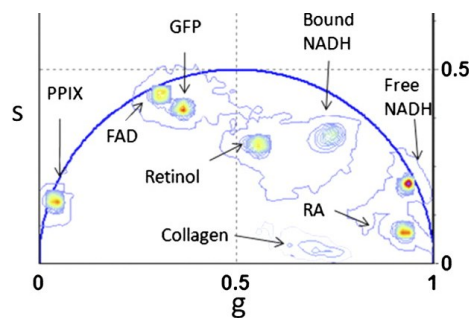 GFP
Bound
NADH
PPIX
Free
NADH
0.5
S
FAD
Retinol
RA
Collagen
0
0
0.5
1
g